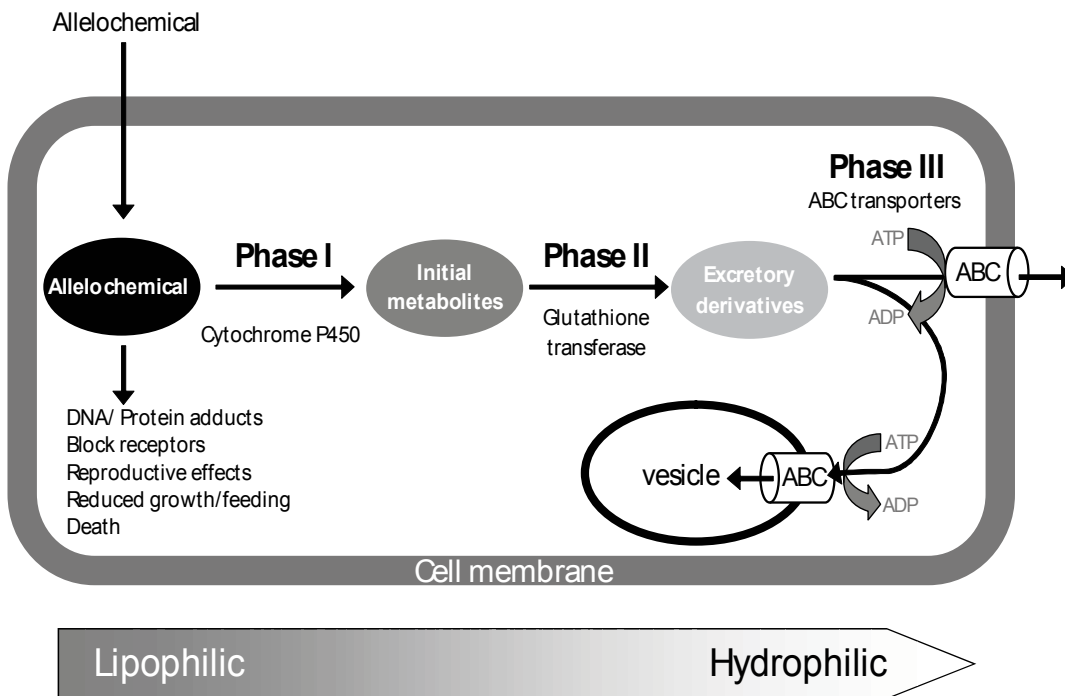 Allelochemical
Phase III
ABC transporters
ATP
ABC
ADP
Allelochemical
Phase I
Cytochrome P450
Initial
metabolites
Phase II
Glutathione
transferase
Excretory
derivatives
DNA/ Protein adducts
Block receptors
Reproductive effects
Reduced growth/feeding
Death
vesicle
ABC
ATP
ADP
Cell membrane
Lipophilic
Hydrophilic